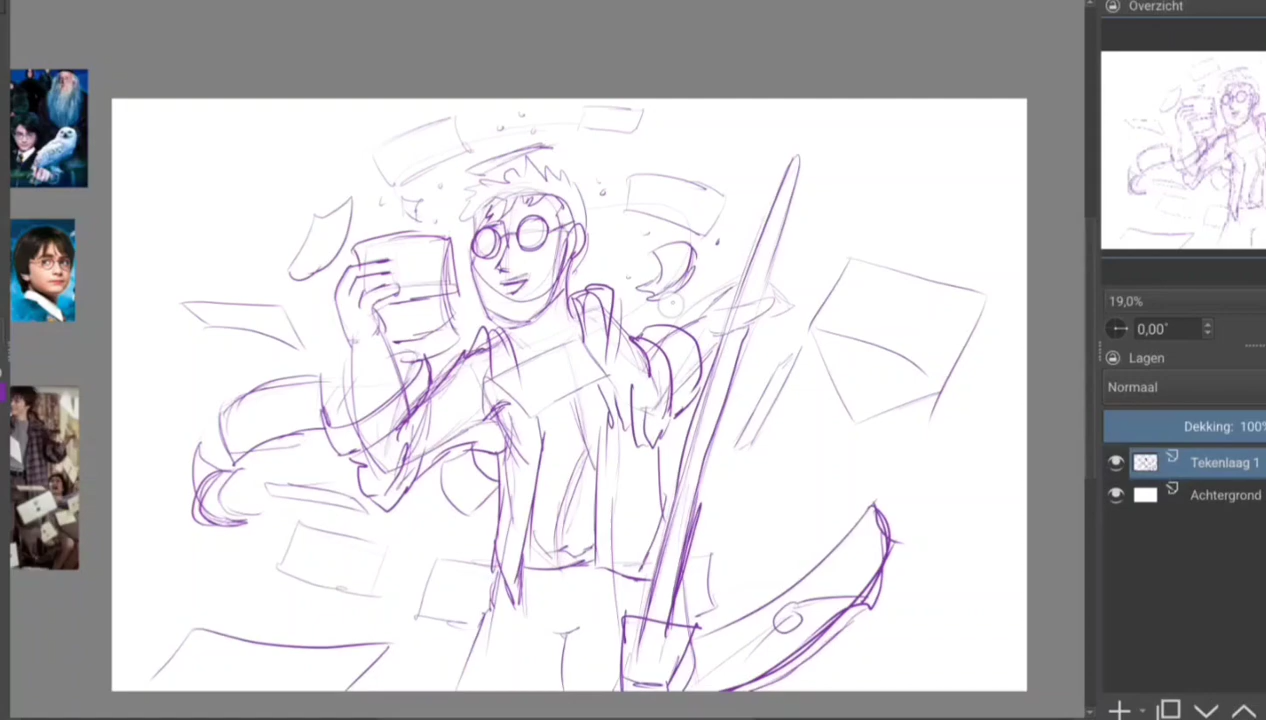 Overzicht
19,0%
0,00°
Lagen
Normaal
Dekking: 100%
Tekenlaag 1
Achtergrond